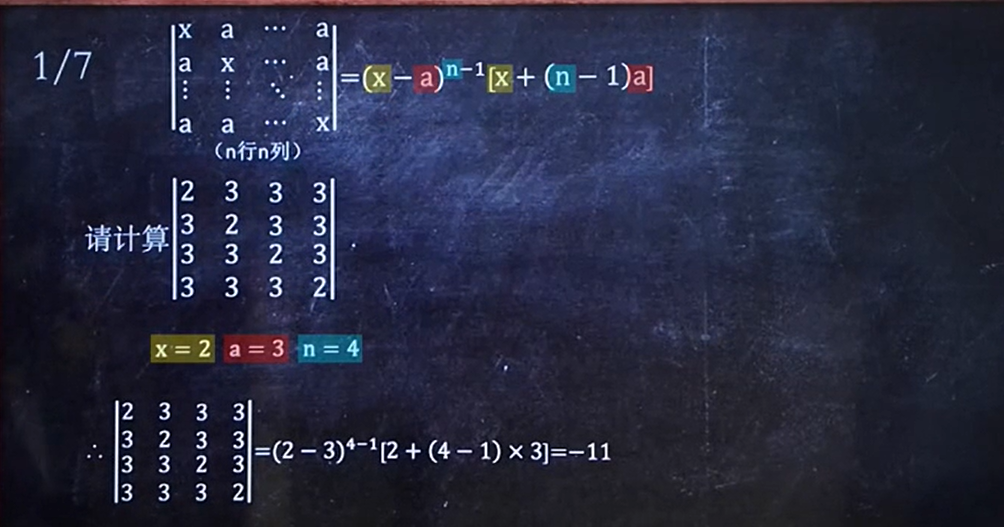 1/7
|x a ⋯ a|
|a x ⋯ a|
|⋮ ⋮ ⋱ ⋮| =(x−a)ⁿ⁻¹[x+(n−1)a]
|a a ⋯ x|
（n行n列）
|2 3 3 3|
请计算 |3 2 3 3|
|3 3 2 3| .
|3 3 3 2|
x=2 a=3 n=4
|2 3 3 3|
|3 2 3 3|
∴ |3 3 2 3| =(2−3)⁴⁻¹[2+(4−1)×3]=−11
|3 3 3 2|